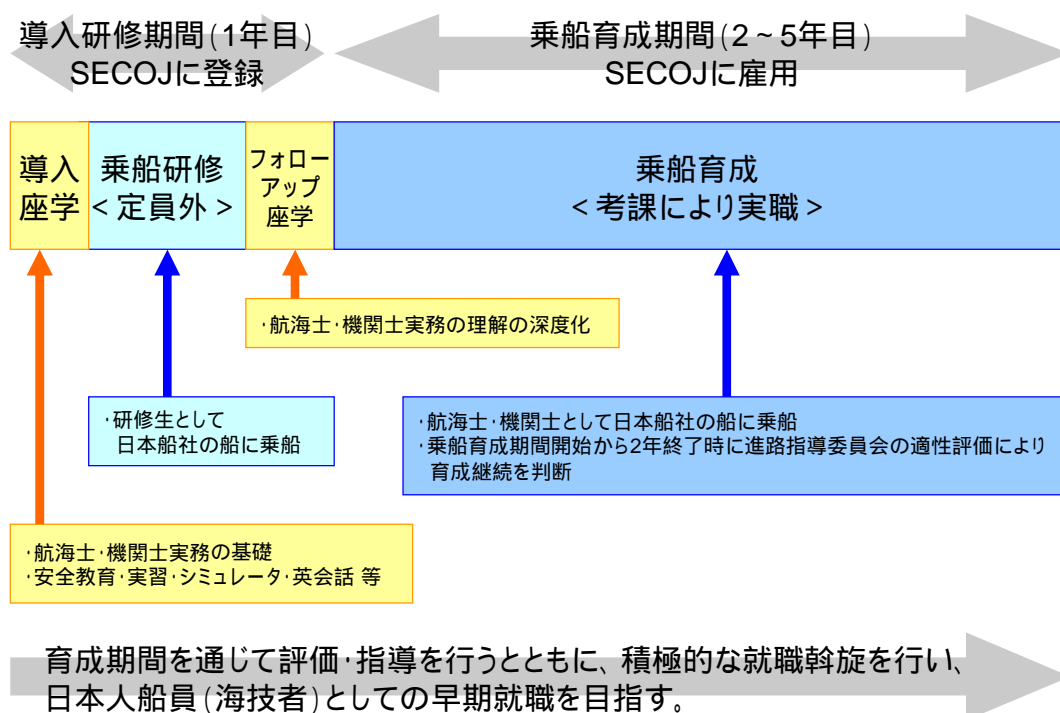 導入研修期間(1年目)
SECOJに登録
乗船育成期間(2~5年目)
SECOJに雇用
導入
座学
乗船研修
<定員外>
フォロー
アップ
座学
乗船育成
<考課により実職>
・航海士・機関士実務の理解の深度化
・研修生として
日本船社の船に乗船
・航海士・機関士として日本船社の船に乗船
・乗船育成期間開始から2年終了時に進路指導委員会の適性評価により
育成継続を判断
・航海士・機関士実務の基礎
・安全教育・実習・シミュレータ・英会話 等
育成期間を通じて評価・指導を行うとともに、積極的な就職斡旋を行い、
日本人船員(海技者)としての早期就職を目指す。